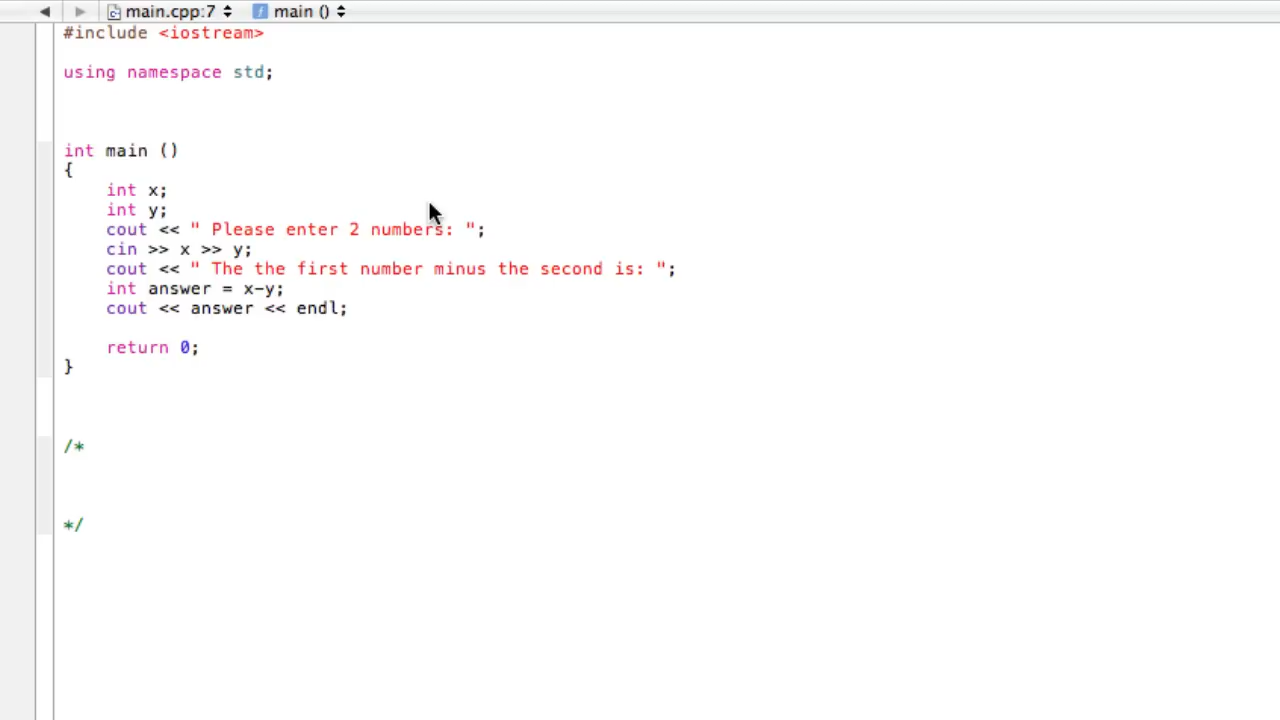 main.cpp:7 main ()
#include <iostream>
using namespace std;
int main ()
{
    int x;
    int y;
    cout << " Please enter 2 numbers: ";
    cin >> x >> y;
    cout << " The the first number minus the second is: ";
    int answer = x-y;
    cout << answer << endl;
    return 0;
}
/*
*/